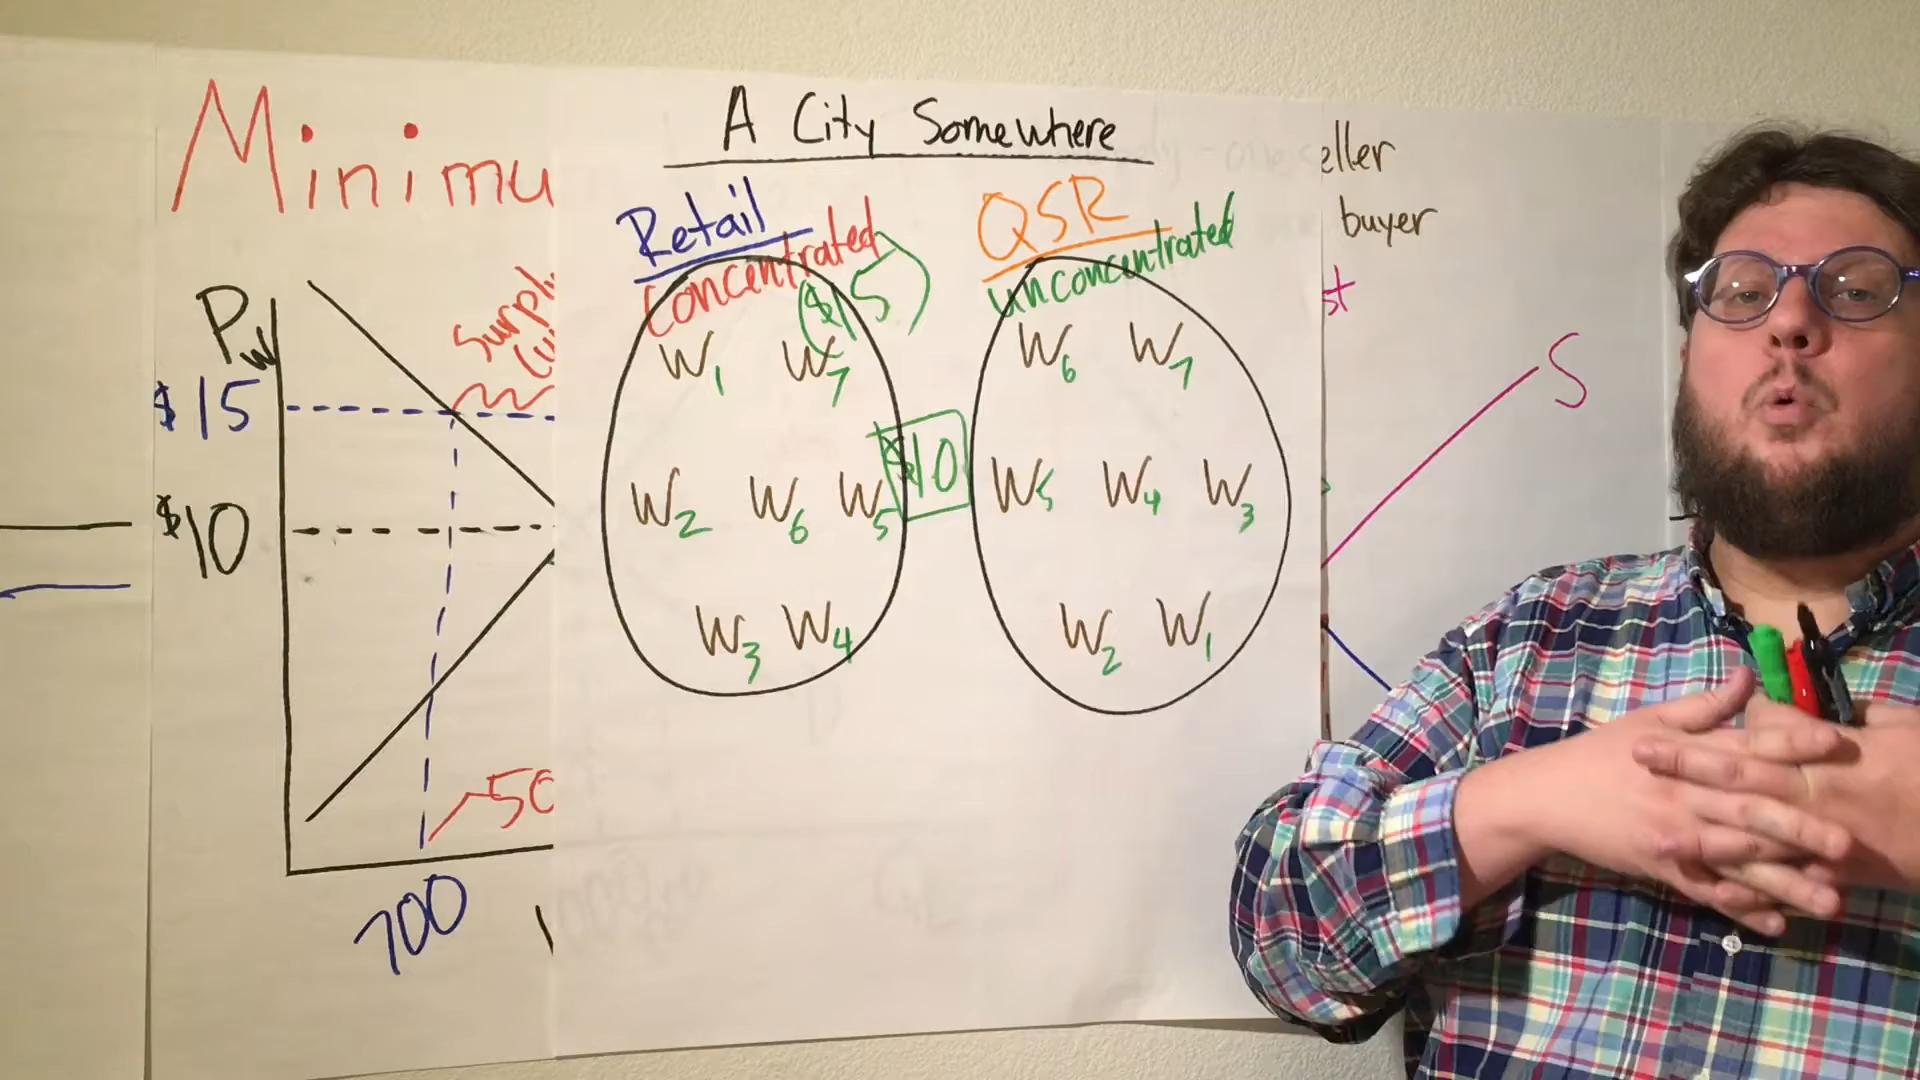 Minimu
Pw
$15
$10
Surpl
700
50
A City Somewhere
Retail
Concentrated
($15)
W1 W7
W2 W6 W5
W3 W4
$10
QSR
unconcentrated
W6 W7
W5 W4 W3
W2 W1
eller
buyer
st
S